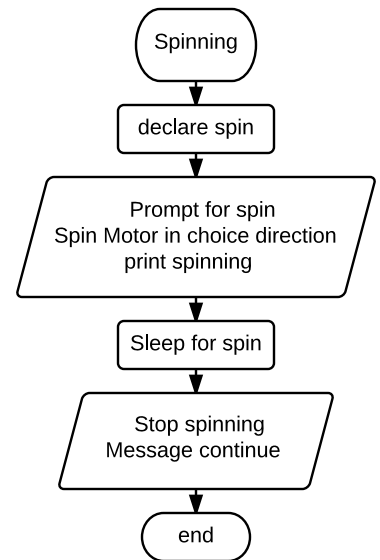 Spinning
declare spin
Prompt for spin
Spin Motor in choice direction
print spinning
Sleep for spin
Stop spinning
Message continue
end